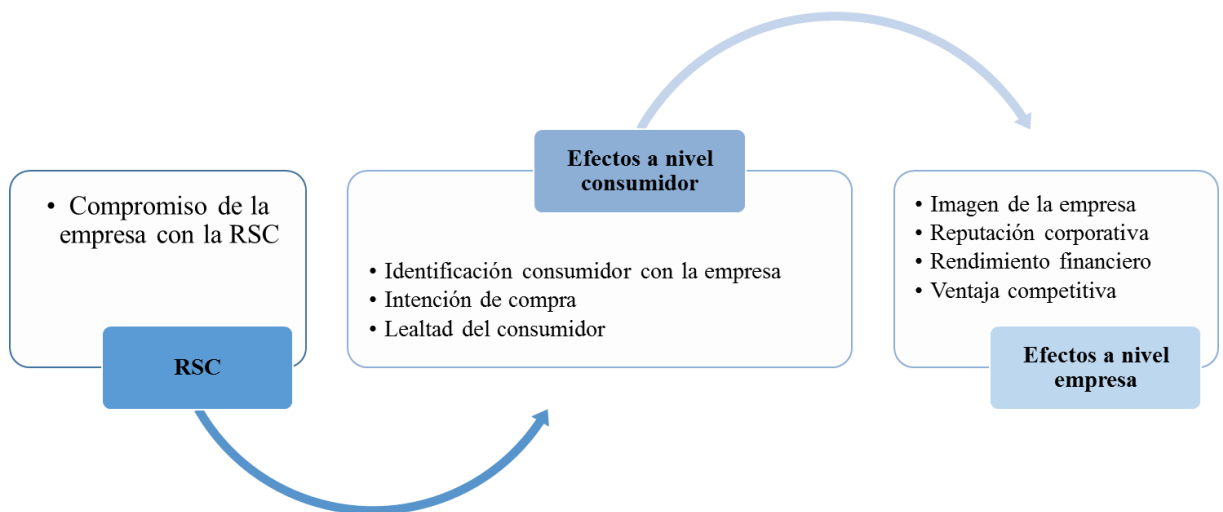 • Compromiso de la
empresa con la RSC
RSC
Efectos a nivel
consumidor
• Identificación consumidor con la empresa
• Intención de compra
• Lealtad del consumidor
• Imagen de la empresa
• Reputación corporativa
• Rendimiento financiero
• Ventaja competitiva
Efectos a nivel
empresa